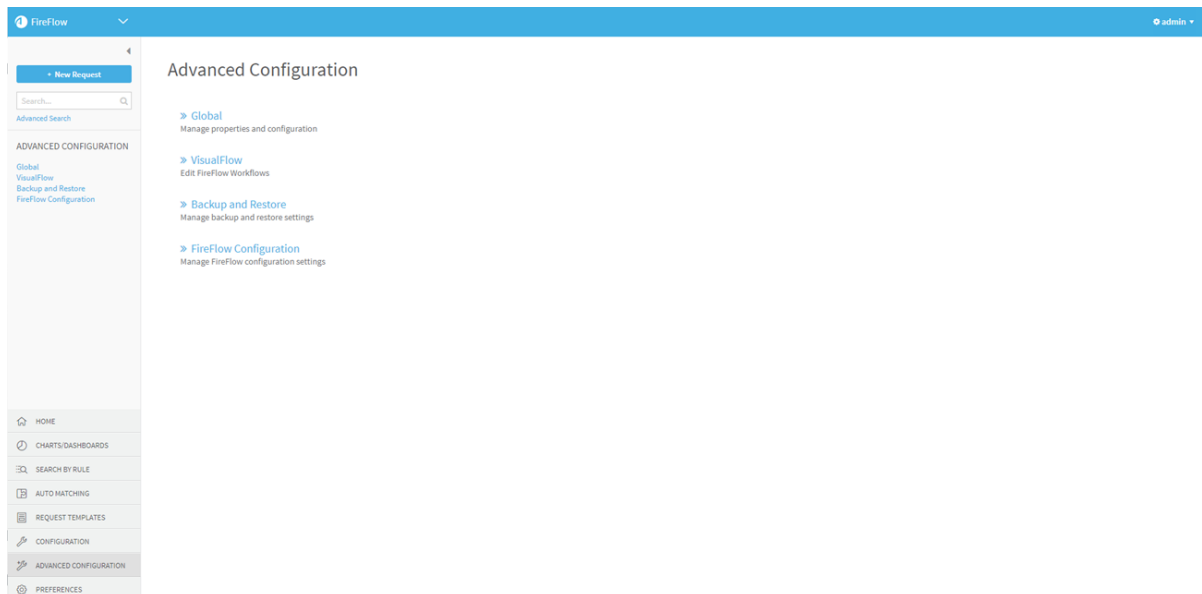 FireFlow
admin
+ New Request
Search...
Advanced Search
ADVANCED CONFIGURATION
Global
VisualFlow
Backup and Restore
FireFlow Configuration
HOME
CHARTS/DASHBOARDS
SEARCH BY RULE
AUTO MATCHING
REQUEST TEMPLATES
CONFIGURATION
ADVANCED CONFIGURATION
PREFERENCES
Advanced Configuration
» Global
Manage properties and configuration
» VisualFlow
Edit FireFlow Workflows
» Backup and Restore
Manage backup and restore settings
» FireFlow Configuration
Manage FireFlow configuration settings